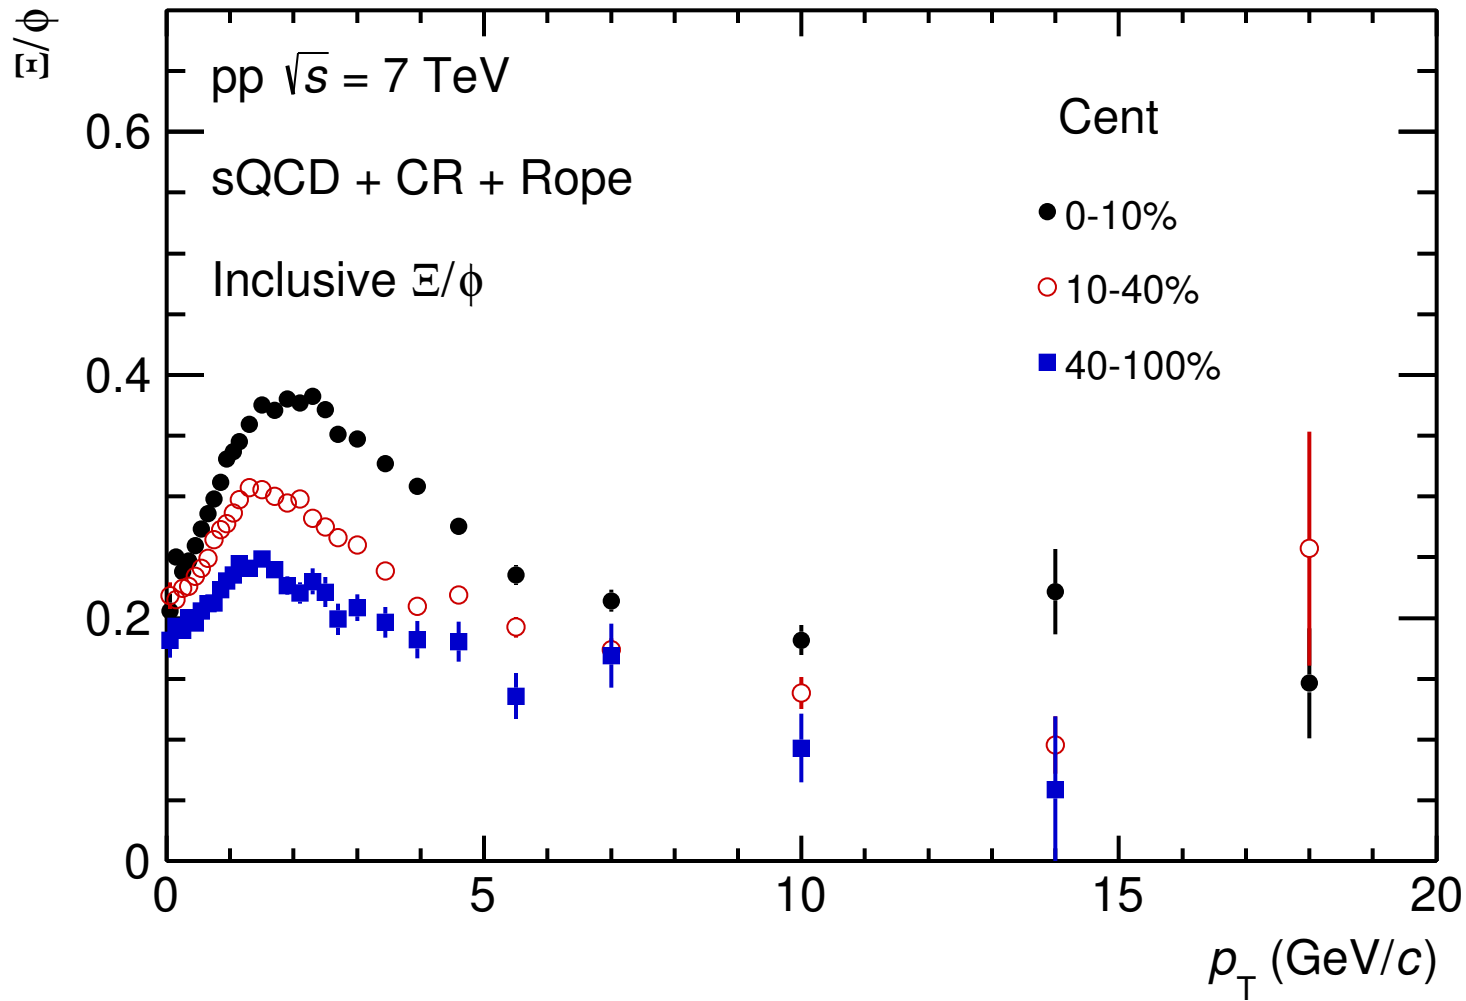 Ξ/ϕ
pp √s = 7 TeV
sQCD + CR + Rope
Inclusive Ξ/ϕ
Cent
0-10%
10-40%
40-100%
0.6
0.4
0.2
0
0 5 10 15 20
p_T (GeV/c)